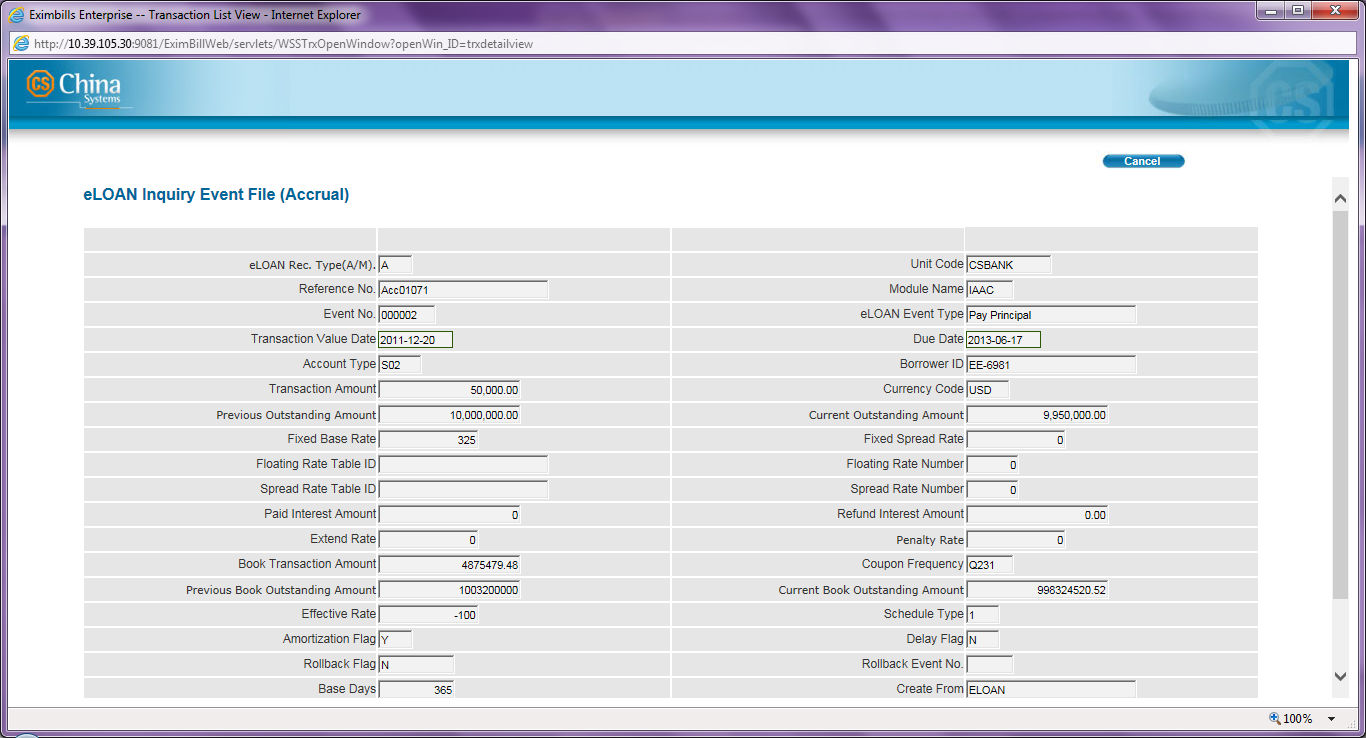 Eximbills Enterprise -- Transaction List View - Internet Explorer
http://10.39.105.30:9081/EximBillWeb/servlets/WSSTrxOpenWindow?openWin_ID=trxdetailview
CS China Systems
CS
Cancel
eLOAN Inquiry Event File (Accrual)
eLOAN Rec. Type(A/M). A Unit Code CSBANK
Reference No. Acc01071 Module Name IAAC
Event No. 000002 eLOAN Event Type Pay Principal
Transaction Value Date 2011-12-20 Due Date 2013-06-17
Account Type S02 Borrower ID EE-6981
Transaction Amount 50,000.00 Currency Code USD
Previous Outstanding Amount 10,000,000.00 Current Outstanding Amount 9,950,000.00
Fixed Base Rate 325 Fixed Spread Rate 0
Floating Rate Table ID Floating Rate Number 0
Spread Rate Table ID Spread Rate Number 0
Paid Interest Amount 0 Refund Interest Amount 0.00
Extend Rate 0 Penalty Rate 0
Book Transaction Amount 4875479.48 Coupon Frequency Q231
Previous Book Outstanding Amount 1003200000 Current Book Outstanding Amount 998324520.52
Effective Rate -100 Schedule Type 1
Amortization Flag Y Delay Flag N
Rollback Flag N Rollback Event No.
Base Days 365 Create From ELOAN
100%